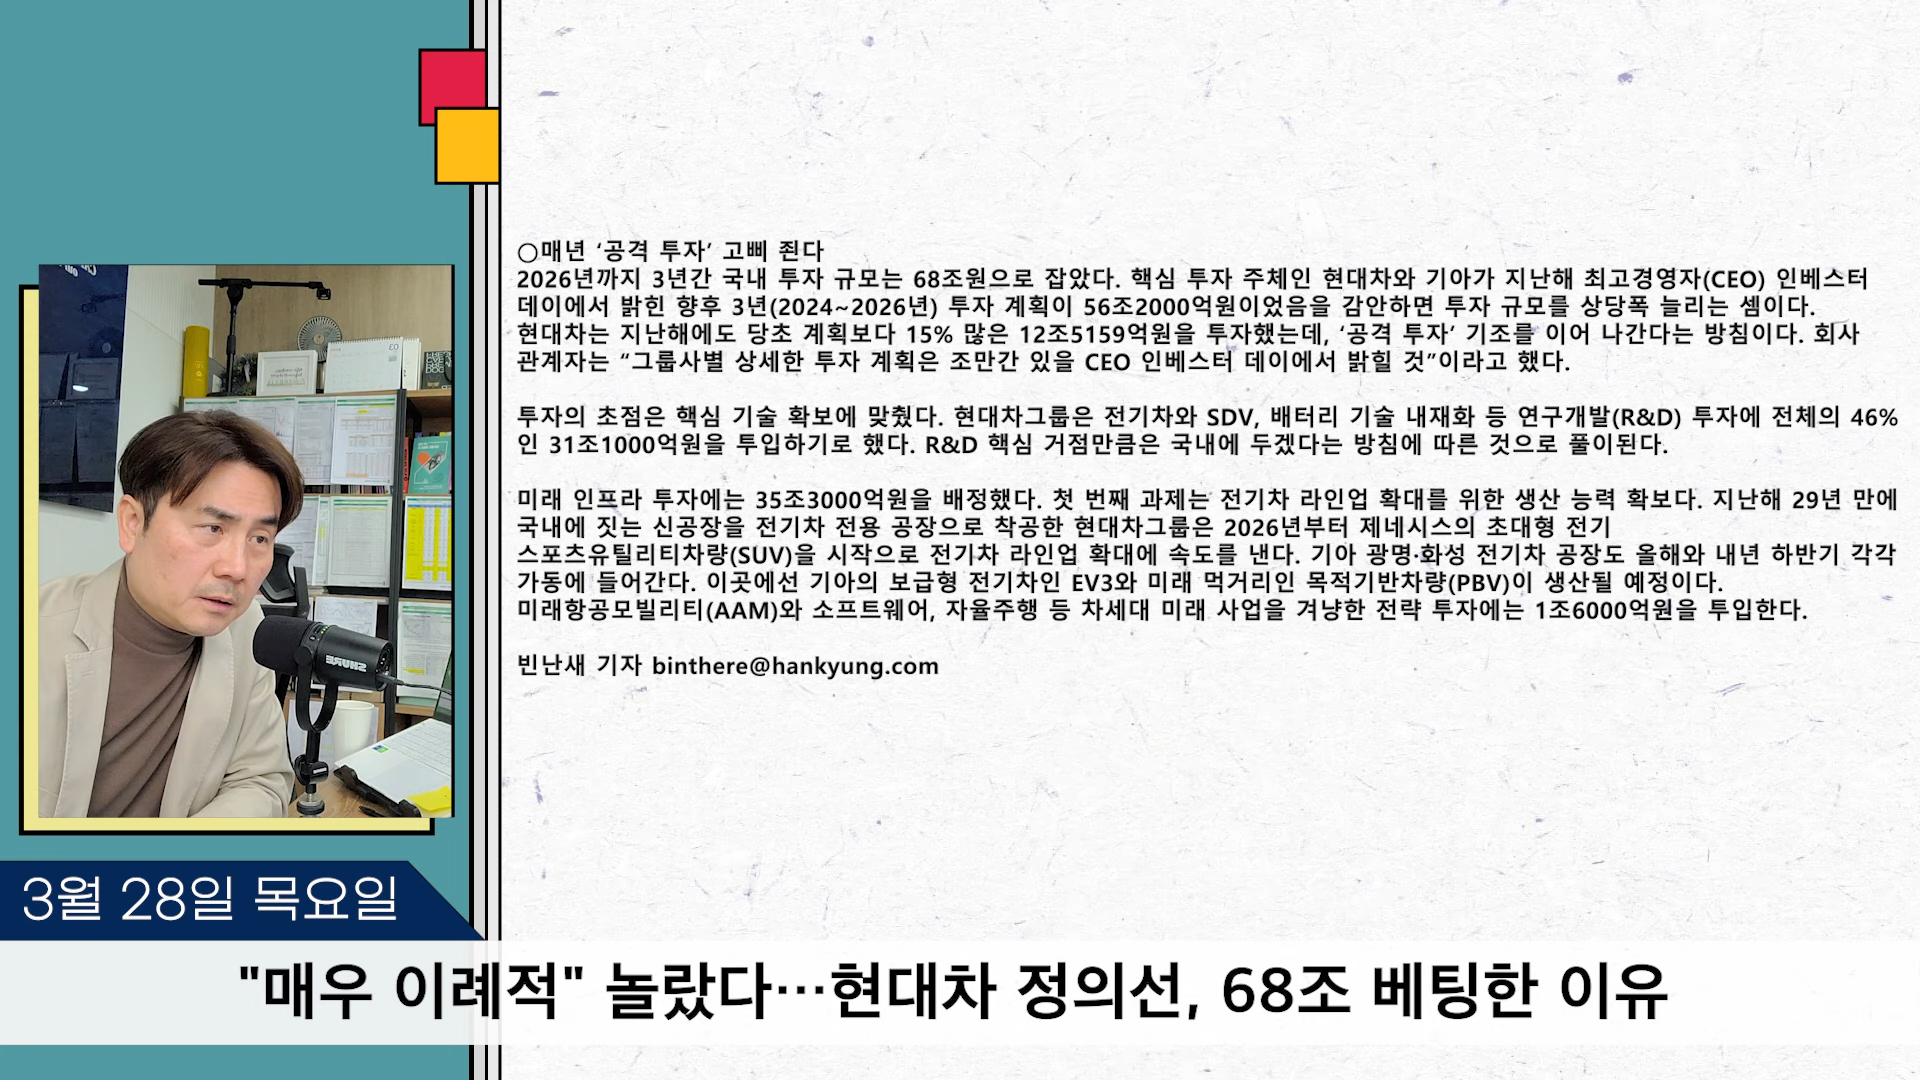 ○매년 ‘공격 투자’ 고삐 죈다
2026년까지 3년간 국내 투자 규모는 68조원으로 잡았다. 핵심 투자 주체인 현대차와 기아가 지난해 최고경영자(CEO) 인베스터
데이에서 밝힌 향후 3년(2024~2026년) 투자 계획이 56조2000억원이었음을 감안하면 투자 규모를 상당폭 늘리는 셈이다.
현대차는 지난해에도 당초 계획보다 15% 많은 12조5159억원을 투자했는데, ‘공격 투자’ 기조를 이어 나간다는 방침이다. 회사
관계자는 “그룹사별 상세한 투자 계획은 조만간 있을 CEO 인베스터 데이에서 밝힐 것”이라고 했다.
투자의 초점은 핵심 기술 확보에 맞췄다. 현대차그룹은 전기차와 SDV, 배터리 기술 내재화 등 연구개발(R&D) 투자에 전체의 46%
인 31조1000억원을 투입하기로 했다. R&D 핵심 거점만큼은 국내에 두겠다는 방침에 따른 것으로 풀이된다.
미래 인프라 투자에는 35조3000억원을 배정했다. 첫 번째 과제는 전기차 라인업 확대를 위한 생산 능력 확보다. 지난해 29년 만에
국내에 짓는 신공장을 전기차 전용 공장으로 착공한 현대차그룹은 2026년부터 제네시스의 초대형 전기
스포츠유틸리티차량(SUV)을 시작으로 전기차 라인업 확대에 속도를 낸다. 기아 광명·화성 전기차 공장도 올해와 내년 하반기 각각
가동에 들어간다. 이곳에선 기아의 보급형 전기차인 EV3와 미래 먹거리인 목적기반차량(PBV)이 생산될 예정이다.
미래항공모빌리티(AAM)와 소프트웨어, 자율주행 등 차세대 미래 사업을 겨냥한 전략 투자에는 1조6000억원을 투입한다.
빈난새 기자 binthere@hankyung.com
SHURE
3월 28일 목요일
"매우 이례적" 놀랐다…현대차 정의선, 68조 베팅한 이유